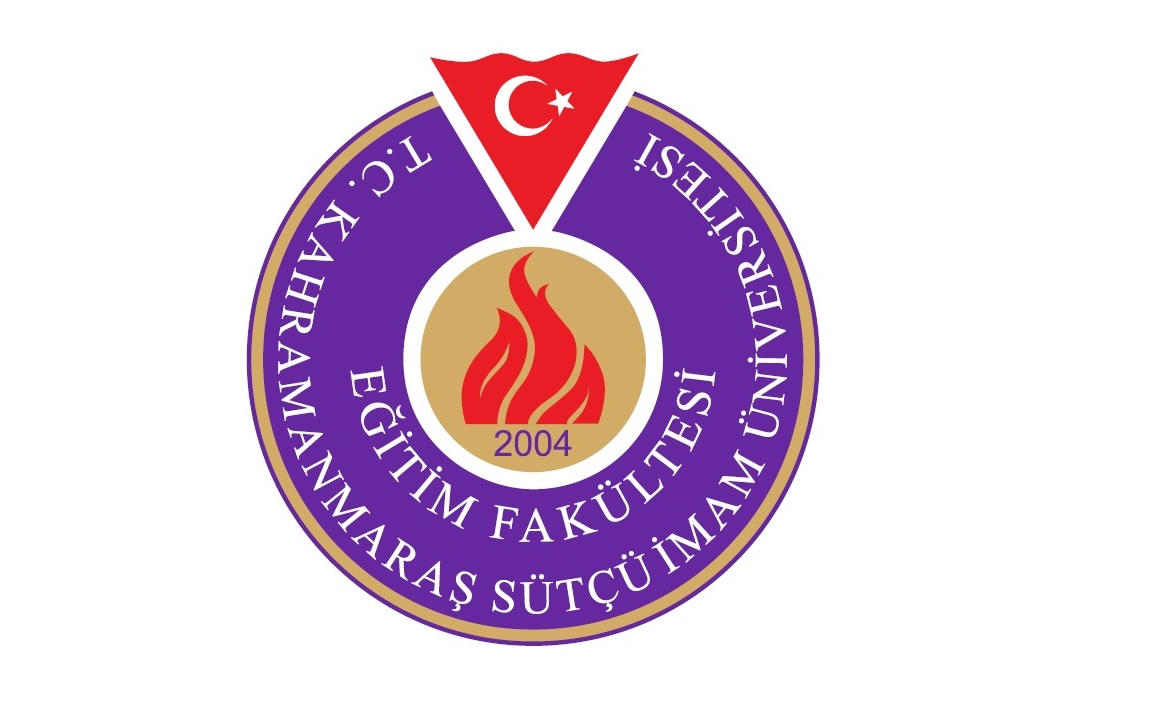 T.C. KAHRAMANMARAŞ SÜTÇÜ İMAM ÜNİVERSİTESİ
EĞİTİM FAKÜLTESİ
2004